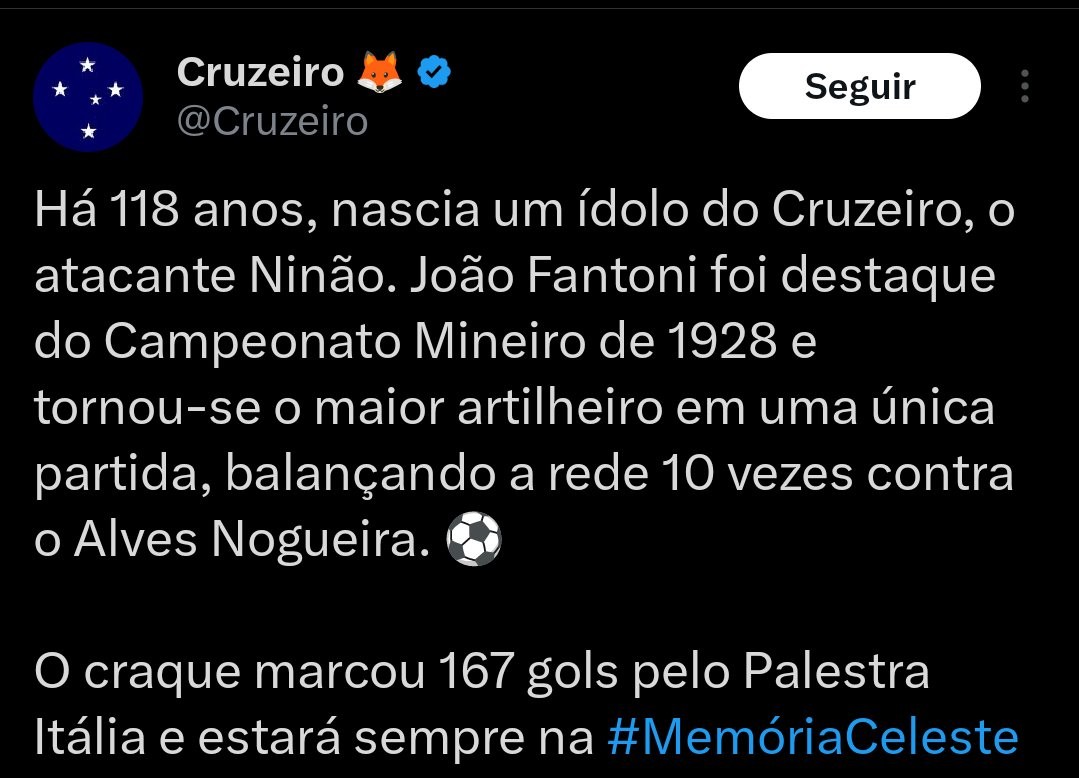 Cruzeiro 🦊
@Cruzeiro
Seguir
Há 118 anos, nascia um ídolo do Cruzeiro, o
atacante Ninão. João Fantoni foi destaque
do Campeonato Mineiro de 1928 e
tornou-se o maior artilheiro em uma única
partida, balançando a rede 10 vezes contra
o Alves Nogueira. ⚽
O craque marcou 167 gols pelo Palestra
Itália e estará sempre na #MemóriaCeleste